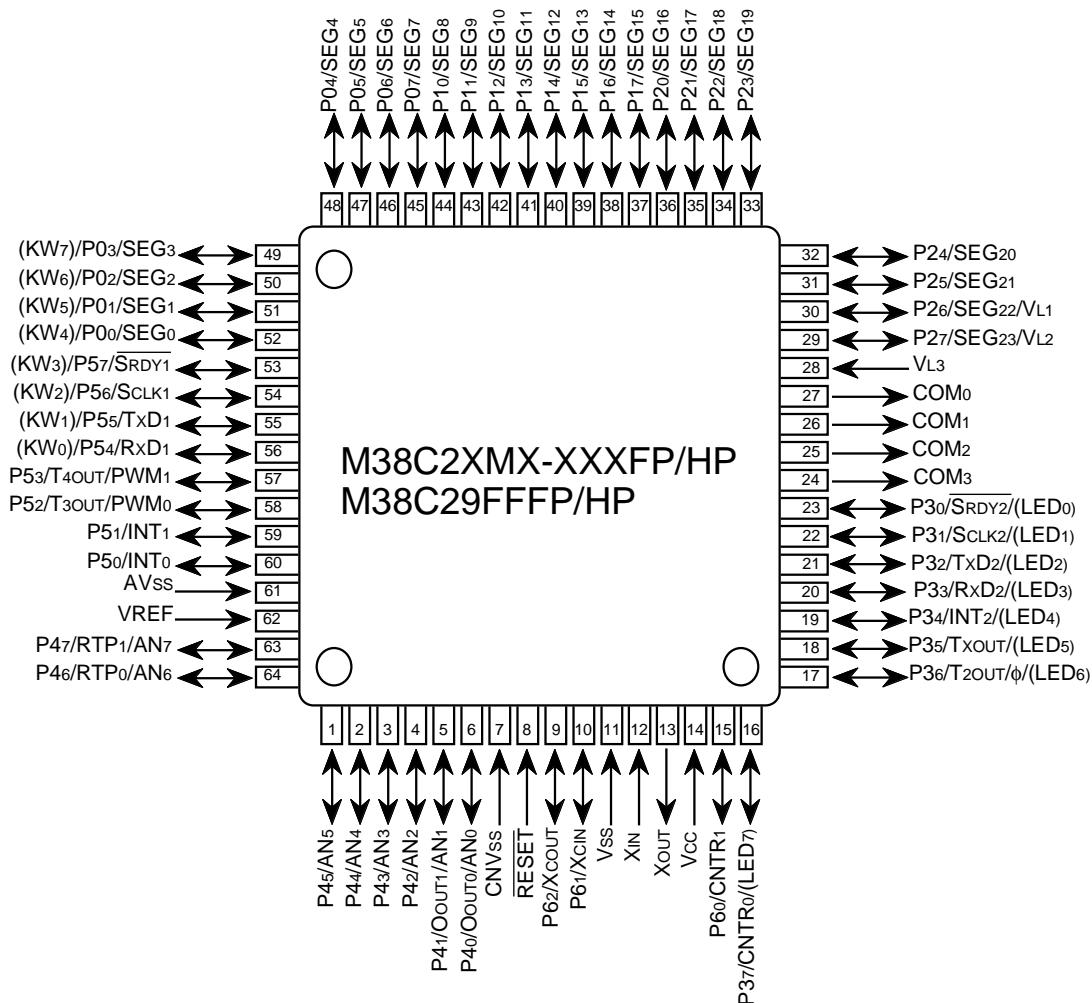 P04/SEG4
P05/SEG5
P06/SEG6
P07/SEG7
P10/SEG8
P11/SEG9
P12/SEG10
P13/SEG11
P14/SEG12
P15/SEG13
P16/SEG14
P17/SEG15
P20/SEG16
P21/SEG17
P22/SEG18
P23/SEG19
48 47 46 45 44 43 42 41 40 39 38 37 36 35 34 33
(KW7)/P03/SEG3 49
(KW6)/P02/SEG2 50
(KW5)/P01/SEG1 51
(KW4)/P00/SEG0 52
(KW3)/P57/SRDY1 53
(KW2)/P56/SCLK1 54
(KW1)/P55/TXD1 55
(KW0)/P54/RXD1 56
P53/T4OUT/PWM1 57
P52/T3OUT/PWM0 58
P51/INT1 59
P50/INT0 60
AVSS 61
VREF 62
P47/RTP1/AN7 63
P46/RTP0/AN6 64
M38C2XMX-XXXFP/HP
M38C29FFFP/HP
32 P24/SEG20
31 P25/SEG21
30 P26/SEG22/VL1
29 P27/SEG23/VL2
28 VL3
27 COM0
26 COM1
25 COM2
24 COM3
23 P30/SRDY2/(LED0)
22 P31/SCLK2/(LED1)
21 P32/TXD2/(LED2)
20 P33/RXD2/(LED3)
19 P34/INT2/(LED4)
18 P35/TXOUT/(LED5)
17 P36/T2OUT/ϕ/(LED6)
1 2 3 4 5 6 7 8 9 10 11 12 13 14 15 16
P45/AN5
P44/AN4
P43/AN3
P42/AN2
P41/OOUT1/AN1
P40/OOUT0/AN0
CNVSS
RESET
P62/XCOUT
P61/XCIN
VSS
XIN
XOUT
VCC
P60/CNTR1
P37/CNTR0/(LED7)